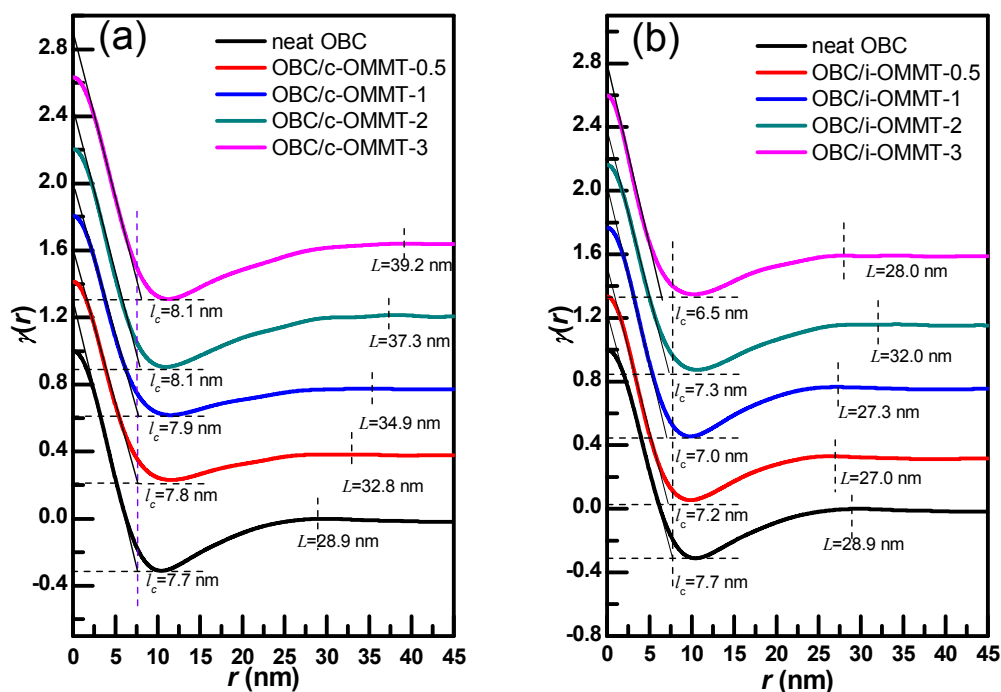 (a)
neat OBC
OBC/c-OMMT-0.5
OBC/c-OMMT-1
OBC/c-OMMT-2
OBC/c-OMMT-3
2.8
2.4
2.0
1.6
1.2
0.8
0.4
0.0
-0.4
γ(r)
L=39.2 nm
lc=8.1 nm
L=37.3 nm
lc=8.1 nm
L=34.9 nm
lc=7.9 nm
L=32.8 nm
lc=7.8 nm
L=28.9 nm
lc=7.7 nm
0 5 10 15 20 25 30 35 40 45
r (nm)
(b)
neat OBC
OBC/i-OMMT-0.5
OBC/i-OMMT-1
OBC/i-OMMT-2
OBC/i-OMMT-3
2.8
2.4
2.0
1.6
1.2
0.8
0.4
0.0
-0.4
-0.8
γ(r)
L=28.0 nm
lc=6.5 nm
L=32.0 nm
lc=7.3 nm
L=27.3 nm
lc=7.0 nm
L=27.0 nm
lc=7.2 nm
L=28.9 nm
lc=7.7 nm
0 5 10 15 20 25 30 35 40 45
r (nm)